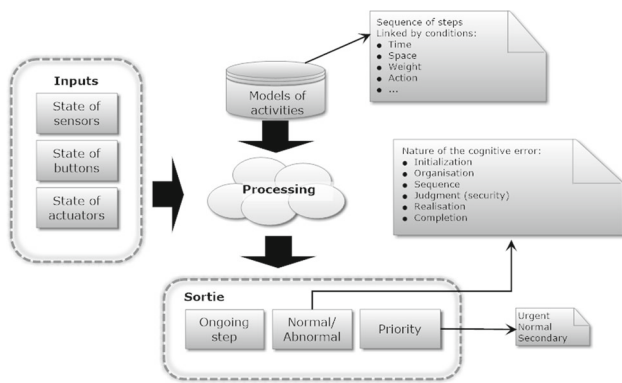 Sequence of steps
Linked by conditions:
● Time
● Space
● Weight
● Action
● ...
Inputs
State of
sensors
State of
buttons
State of
actuators
Models of
activities
Processing
Nature of the cognitive error:
● Initialization
● Organisation
● Sequence
● Judgment (security)
● Realisation
● Completion
Sortie
Ongoing
step
Normal/
Abnormal
Priority
Urgent
Normal
Secondary